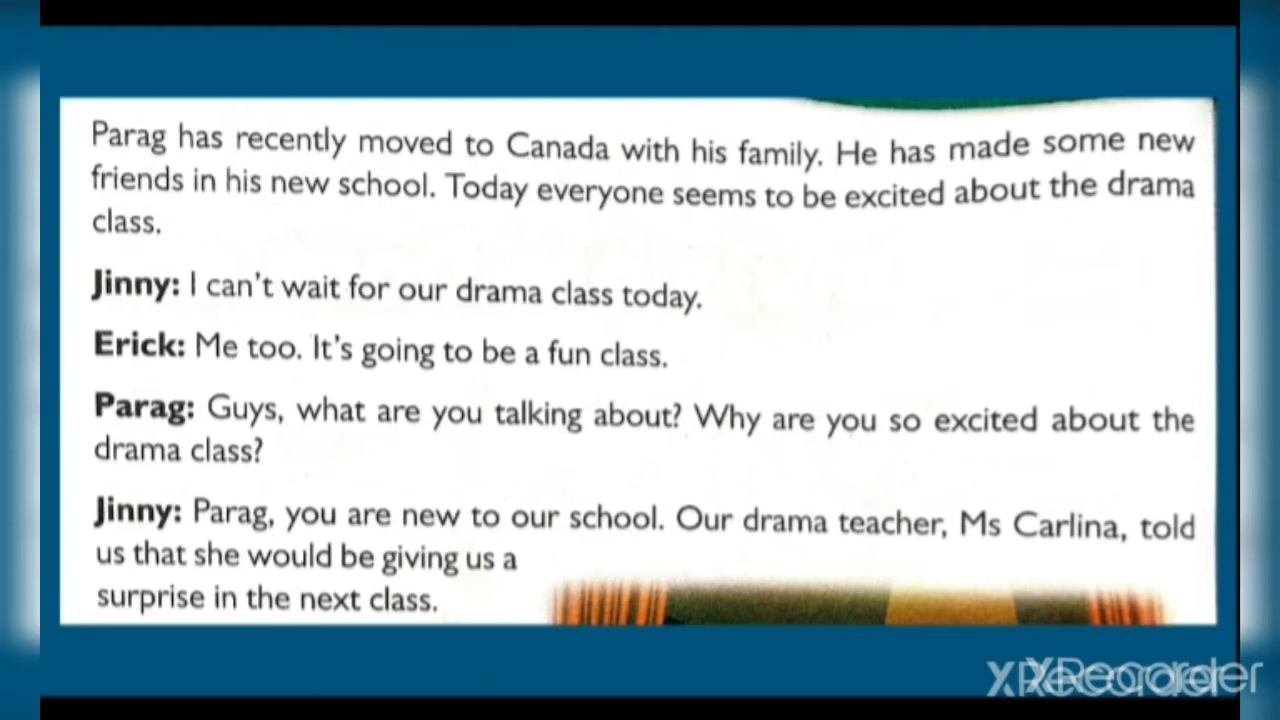 Parag has recently moved to Canada with his family. He has made some new
friends in his new school. Today everyone seems to be excited about the drama
class.
Jinny: I can't wait for our drama class today.
Erick: Me too. It's going to be a fun class.
Parag: Guys, what are you talking about? Why are you so excited about the
drama class?
Jinny: Parag, you are new to our school. Our drama teacher, Ms Carlina, told
us that she would be giving us a
surprise in the next class.
XRecorder